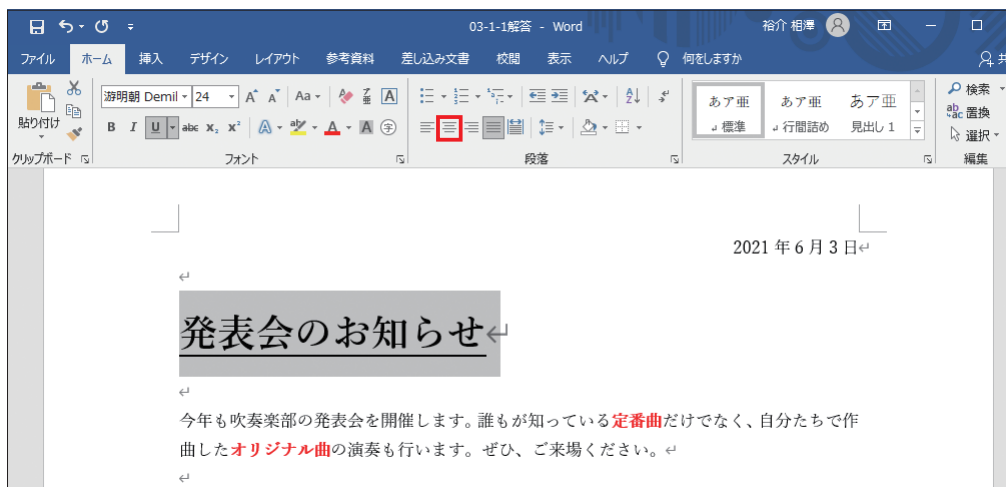 03-1-1解答 - Word 裕介 相澤
ファイル ホーム 挿入 デザイン レイアウト 参考資料 差し込み文書 校閲 表示 ヘルプ 何をしますか
貼り付け
クリップボード
游明朝 Demil 24 A A Aa
B I U abc x₂ x² A A A 字
フォント
段落
あア亜 あア亜 あア亜
↲標準 ↲行間詰め 見出し 1
スタイル
検索
置換
選択
編集
2021 年 6 月 3 日↵
↵
発表会のお知らせ↵
↵
今年も吹奏楽部の発表会を開催します。誰もが知っている定番曲だけでなく、自分たちで作
曲したオリジナル曲の演奏も行います。ぜひ、ご来場ください。↵
↵